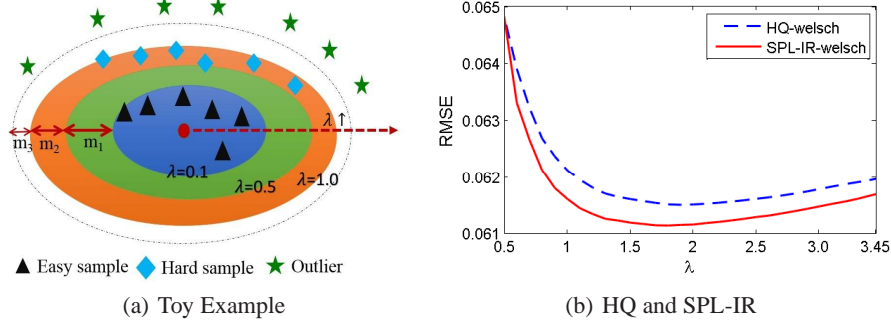 m₃ m₂ m₁
λ ↑
λ=0.1
λ=0.5
λ=1.0
Easy sample Hard sample Outlier
(a) Toy Example
0.065
0.064
0.063
0.062
0.061
RMSE
HQ-welsch
SPL-IR-welsch
0.5 1 1.5 2 2.5 3.0 3.45
λ
(b) HQ and SPL-IR